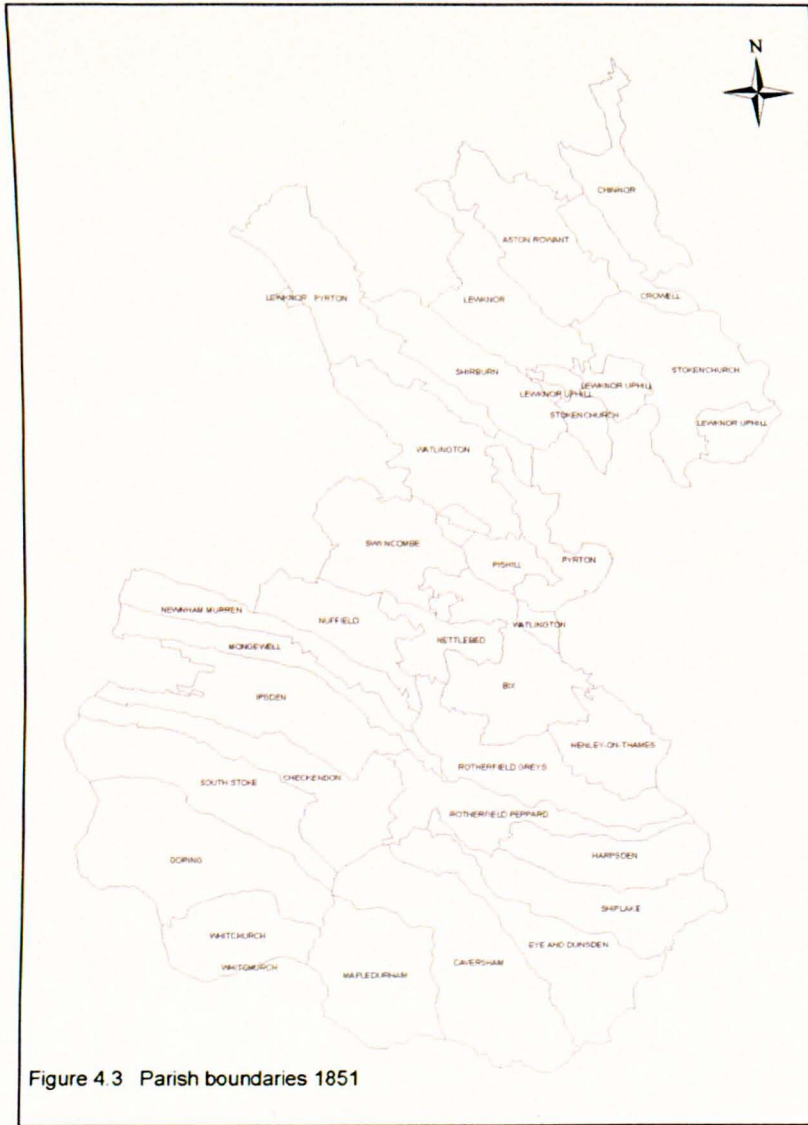 N
CHINNOR
ASTON ROWANT
LEWKNOR PYRTON
LEWKNOR
CROWELL
SHIRBURN
STOKENCHURCH
LEWKNOR UPHILL
LEWKNOR UPHILL
STOKENCHURCH
LEWKNOR UPHILL
WATLINGTON
SWYNCOMBE
PISHILL
PYRTON
NEWNHAM MURREN
NUFFIELD
WATLINGTON
NETTLEBED
MONGEWELL
BIX
IPSDEN
HENLEY-ON-THAMES
ROTHERFIELD GREYS
SOUTH STOKE
CHECKENDON
ROTHERFIELD PEPPARD
GORING
HARPSDEN
SHIPLAKE
WHITCHURCH
EYE AND DUNSDEN
CAVERSHAM
WHITCHURCH
MAPLEDURHAM
Figure 4.3 Parish boundaries 1851